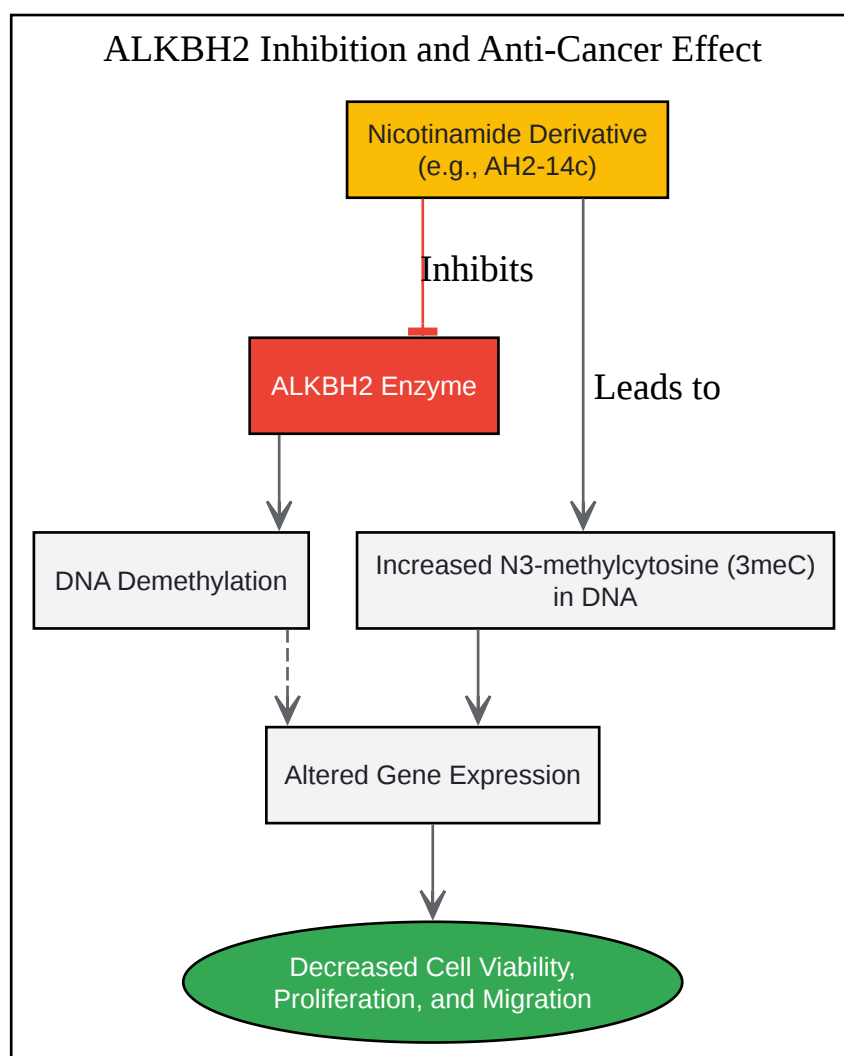 ALKBH2 Inhibition and Anti-Cancer Effect
Nicotinamide Derivative
(e.g., AH2-14c)
Inhibits
ALKBH2 Enzyme
Leads to
DNA Demethylation
Increased N3-methylcytosine (3meC)
in DNA
Altered Gene Expression
Decreased Cell Viability,
Proliferation, and Migration